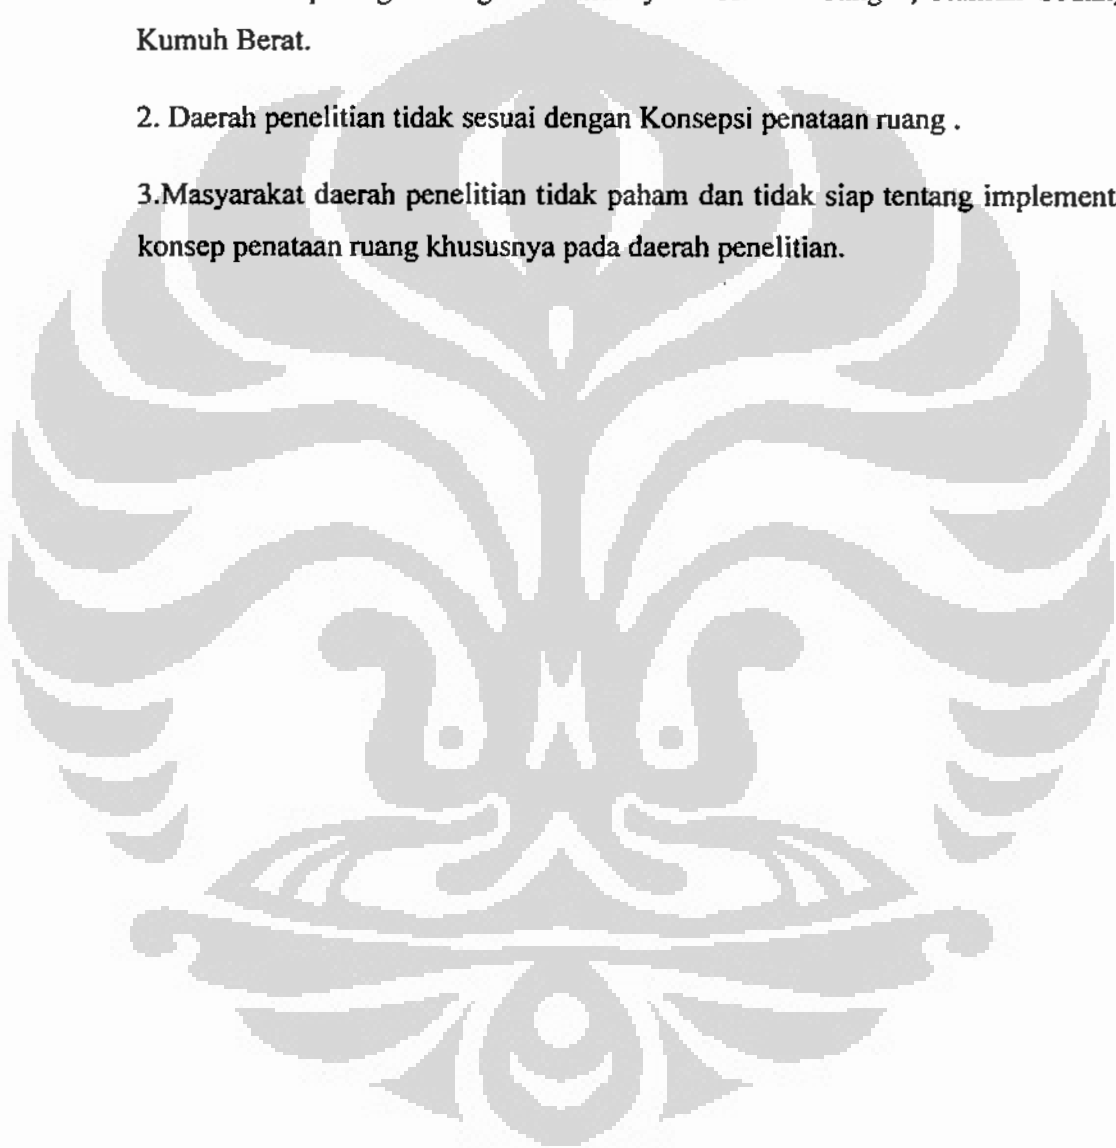 Kumuh Berat.
2. Daerah penelitian tidak sesuai dengan Konsepsi penataan ruang .
3.Masyarakat daerah penelitian tidak paham dan tidak siap tentang implement
konsep penataan ruang khususnya pada daerah penelitian.